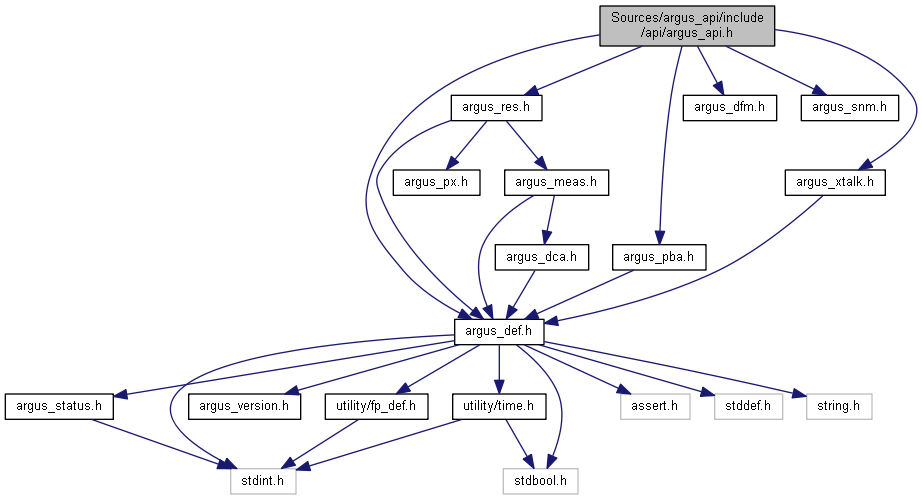 Sources/argus_api/include
/api/argus_api.h
argus_res.h
argus_dfm.h
argus_snm.h
argus_px.h
argus_meas.h
argus_xtalk.h
argus_dca.h
argus_pba.h
argus_def.h
argus_status.h
argus_version.h
utility/fp_def.h
utility/time.h
assert.h
stddef.h
string.h
stdint.h
stdbool.h